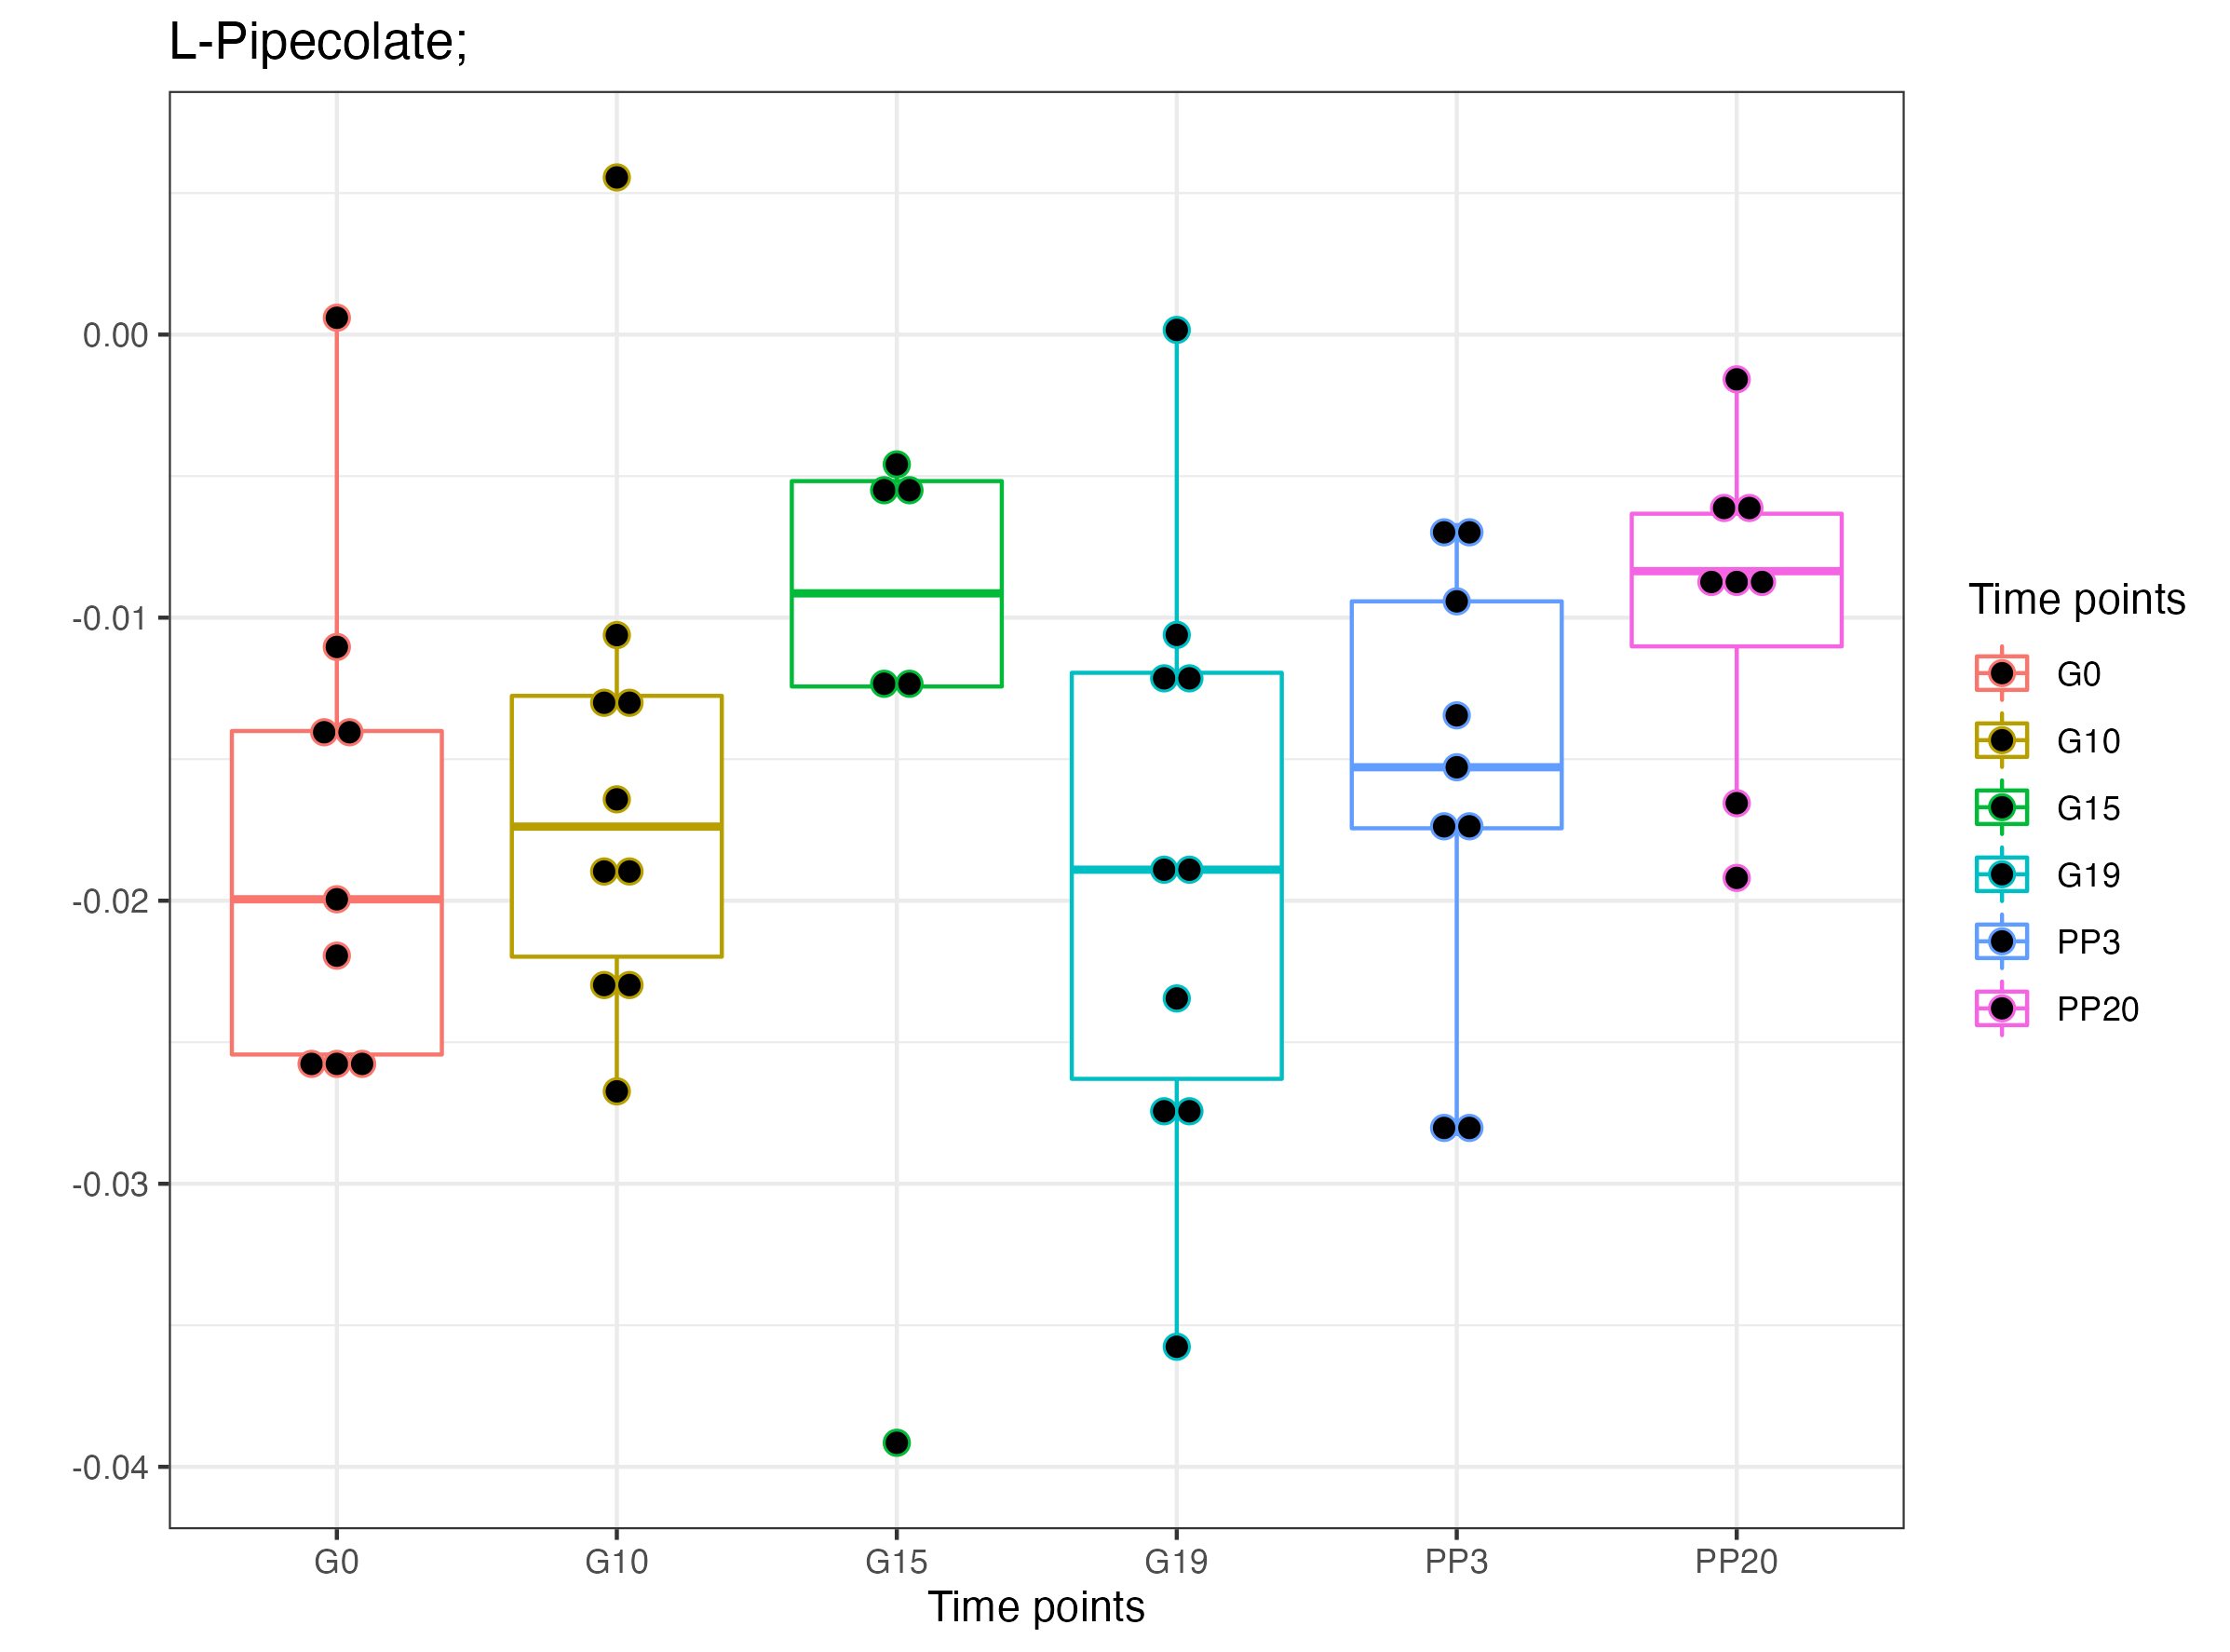 L-Pipecolate;
0.00
-0.01
-0.02
-0.03
-0.04
G0 G10 G15 G19 PP3 PP20
Time points
Time points
G0
G10
G15
G19
PP3
PP20